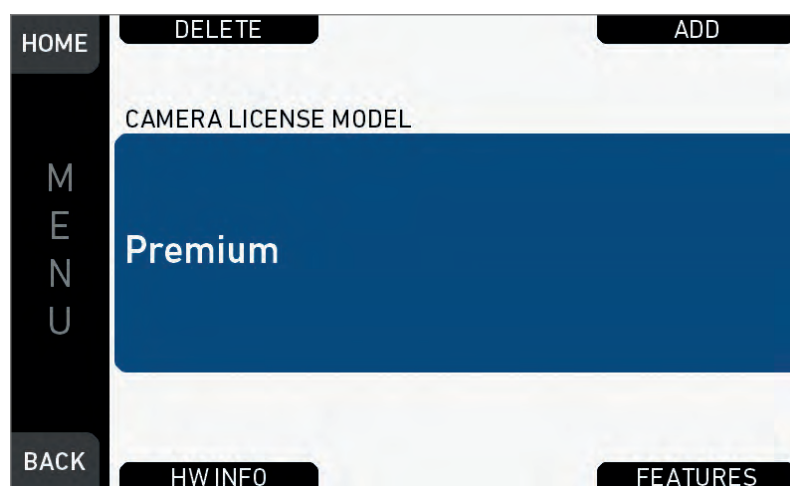 HOME
DELETE
ADD
CAMERA LICENSE MODEL
M
E
N
U
Premium
BACK
HW INFO
FEATURES